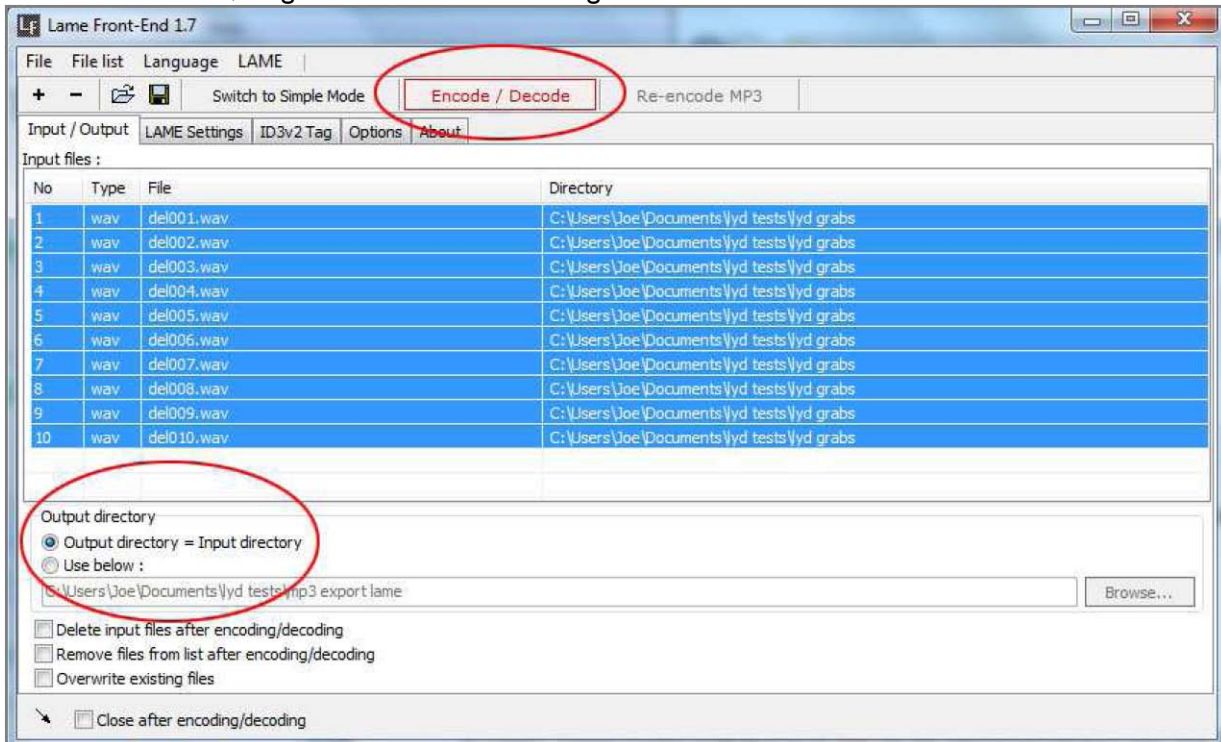 Lame Front-End 1.7
File File list Language LAME
+ - Switch to Simple Mode Encode / Decode Re-encode MP3
Input / Output LAME Settings ID3v2 Tag Options About
Input files :
No Type File Directory
1 wav del001.wav C:\Users\Joe\Documents\lyd tests\lyd grabs
2 wav del002.wav C:\Users\Joe\Documents\lyd tests\lyd grabs
3 wav del003.wav C:\Users\Joe\Documents\lyd tests\lyd grabs
4 wav del004.wav C:\Users\Joe\Documents\lyd tests\lyd grabs
5 wav del005.wav C:\Users\Joe\Documents\lyd tests\lyd grabs
6 wav del006.wav C:\Users\Joe\Documents\lyd tests\lyd grabs
7 wav del007.wav C:\Users\Joe\Documents\lyd tests\lyd grabs
8 wav del008.wav C:\Users\Joe\Documents\lyd tests\lyd grabs
9 wav del009.wav C:\Users\Joe\Documents\lyd tests\lyd grabs
10 wav del010.wav C:\Users\Joe\Documents\lyd tests\lyd grabs
Output directory
Output directory = Input directory
Use below :
C:\Users\Joe\Documents\lyd tests\mp3 export lame Browse...
Delete input files after encoding/decoding
Remove files from list after encoding/decoding
Overwrite existing files
Close after encoding/decoding